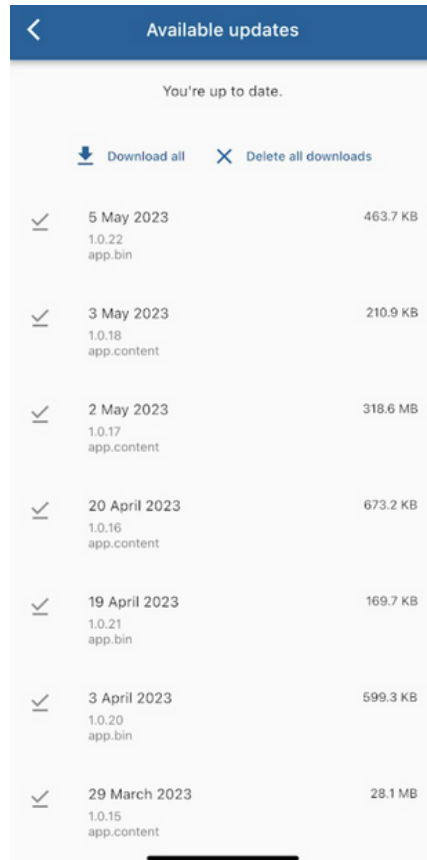 Available updates
You're up to date.
Download all Delete all downloads
5 May 2023 463.7 KB
1.0.22
app.bin
3 May 2023 210.9 KB
1.0.18
app.content
2 May 2023 318.6 MB
1.0.17
app.content
20 April 2023 673.2 KB
1.0.16
app.content
19 April 2023 169.7 KB
1.0.21
app.bin
3 April 2023 599.3 KB
1.0.20
app.bin
29 March 2023 28.1 MB
1.0.15
app.content